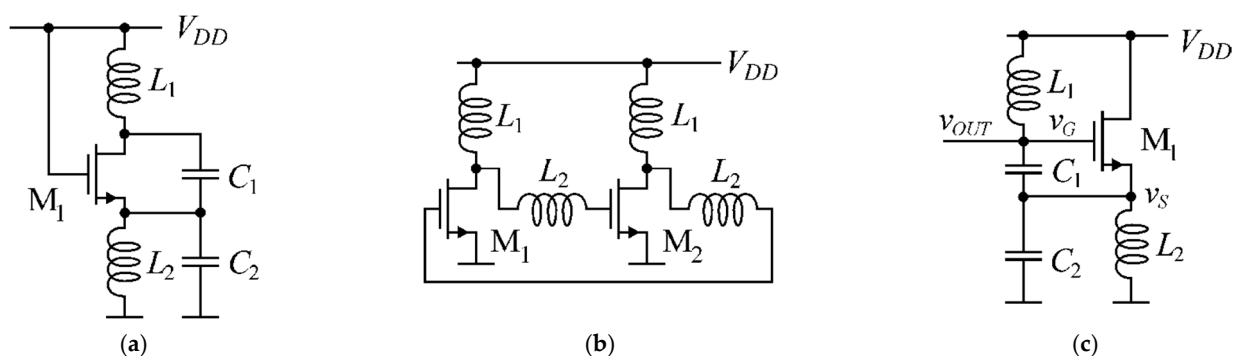 V_DD
L_1
C_1
M_1
L_2
C_2
(a)
V_DD
L_1
L_1
L_2
L_2
M_1
M_2
(b)
V_DD
L_1
v_OUT
v_G
M_1
C_1
v_S
C_2
L_2
(c)